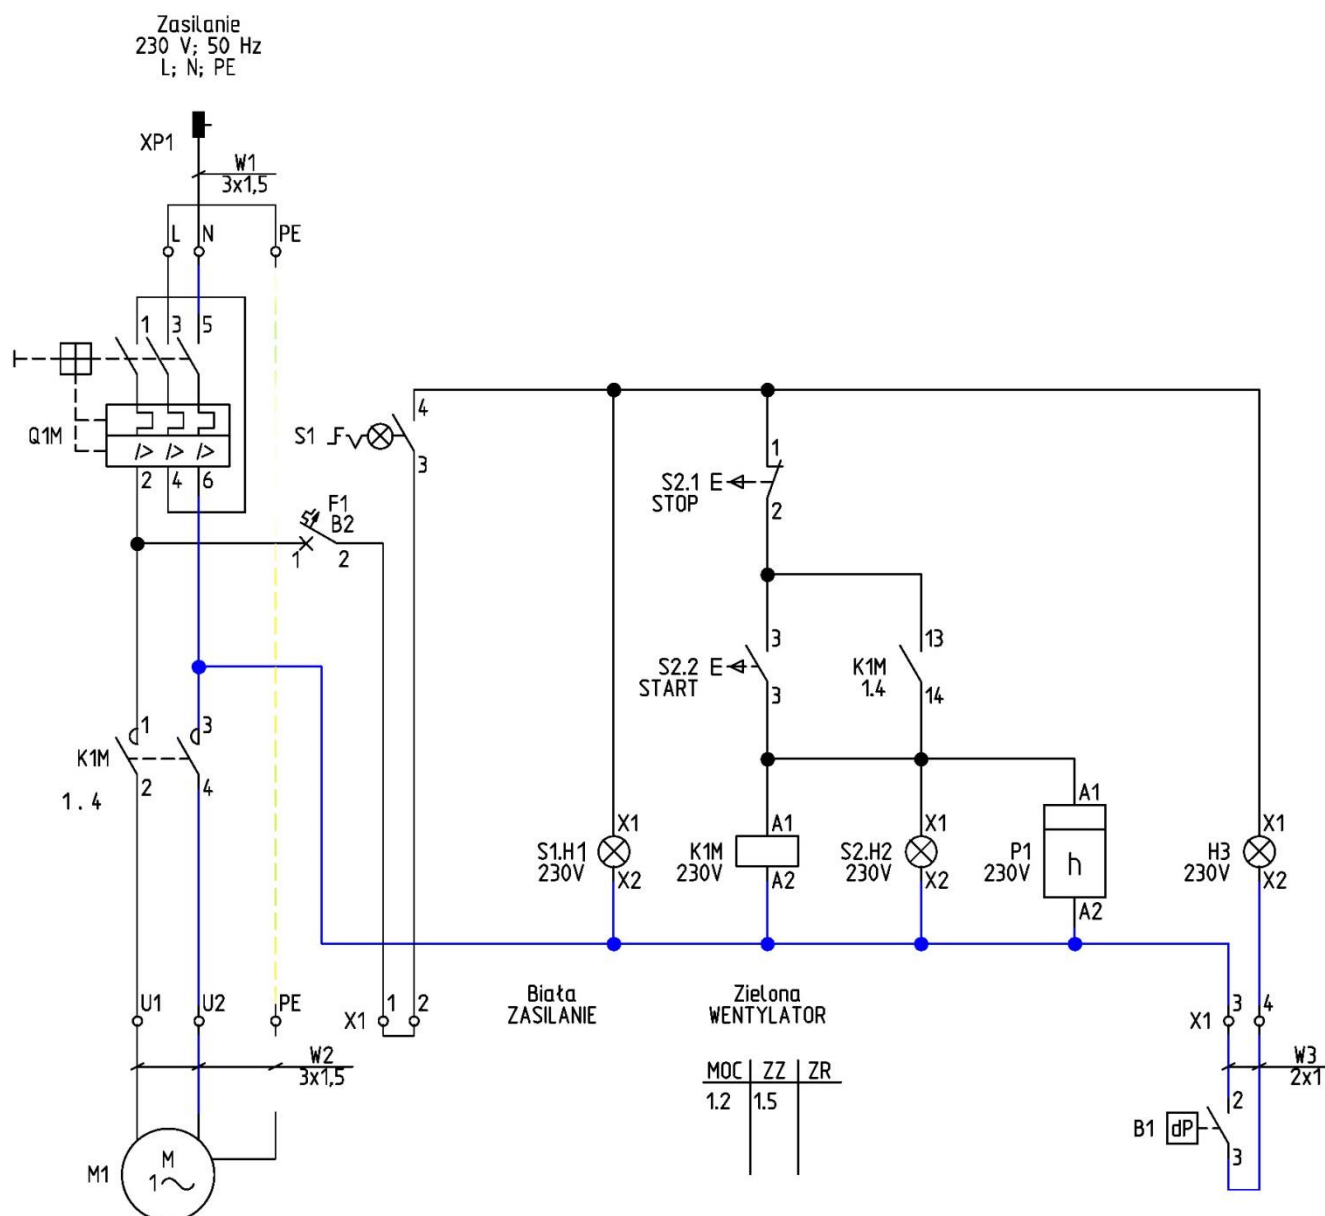 Zasilanie
230 V; 50 Hz
L; N; PE
XP1
W1
3x1,5
L N PE
1 3 5
Q1M
I> I> I>
2 4 6
F1
B2
1 2
S1
4
3
1
S2.1 E
STOP
2
3
S2.2 E
START
3
13
K1M
1.4
14
1 3
K1M
2 4
1. 4
X1
S1.H1
230V
X2
A1
K1M
230V
A2
X1
S2.H2
230V
X2
A1
P1
230V
h
A2
X1
H3
230V
X2
U1 U2 PE
X1 1 2
Biała
ZASILANIE
Zielona
WENTYLATOR
X1 3 4
W2
3x1,5
W3
2x1
MOC ZZ ZR
1.2 1.5
2
B1 dP
3
M1
M
1~